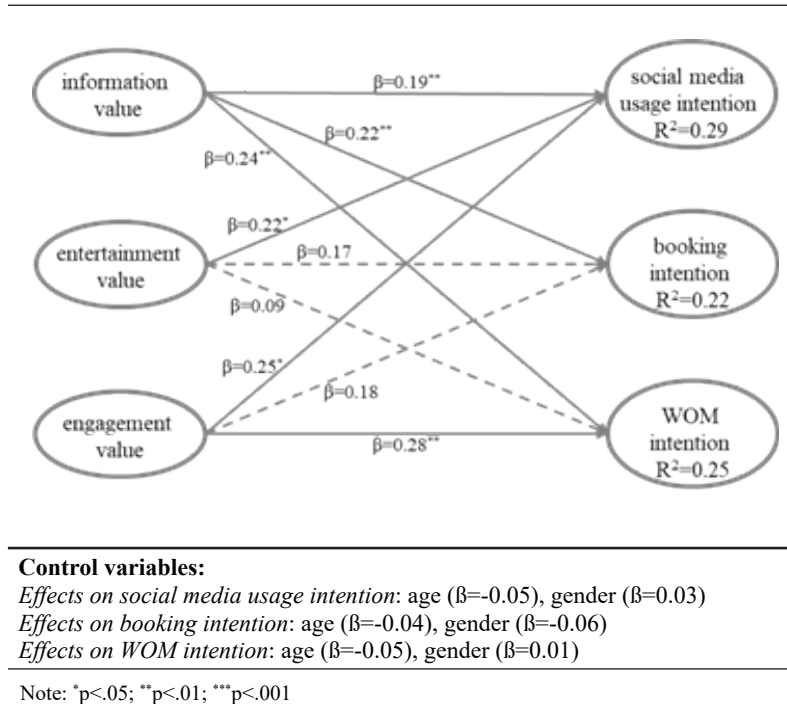 information
value
β=0.19**
social media
usage intention
R²=0.29
β=0.22**
β=0.24**
β=0.22*
entertainment
value
β=0.17
booking
intention
R²=0.22
β=0.09
β=0.25*
β=0.18
engagement
value
β=0.28**
WOM
intention
R²=0.25
Control variables:
Effects on social media usage intention: age (ß=-0.05), gender (ß=0.03)
Effects on booking intention: age (ß=-0.04), gender (ß=-0.06)
Effects on WOM intention: age (ß=-0.05), gender (ß=0.01)
Note: *p<.05; **p<.01; ***p<.001